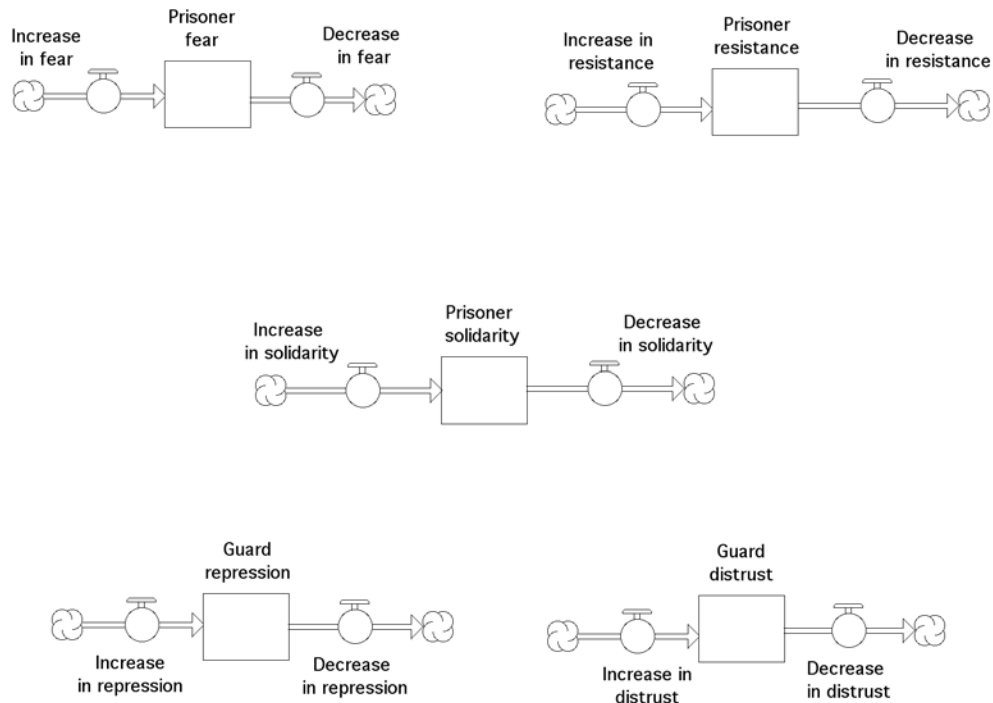 Increase
in fear
Prisoner
fear
Decrease
in fear
Increase in
resistance
Prisoner
resistance
Decrease
in resistance
Increase
in solidarity
Prisoner
solidarity
Decrease
in solidarity
Guard
repression
Increase
in repression
Decrease
in repression
Guard
distrust
Increase in
distrust
Decrease
in distrust